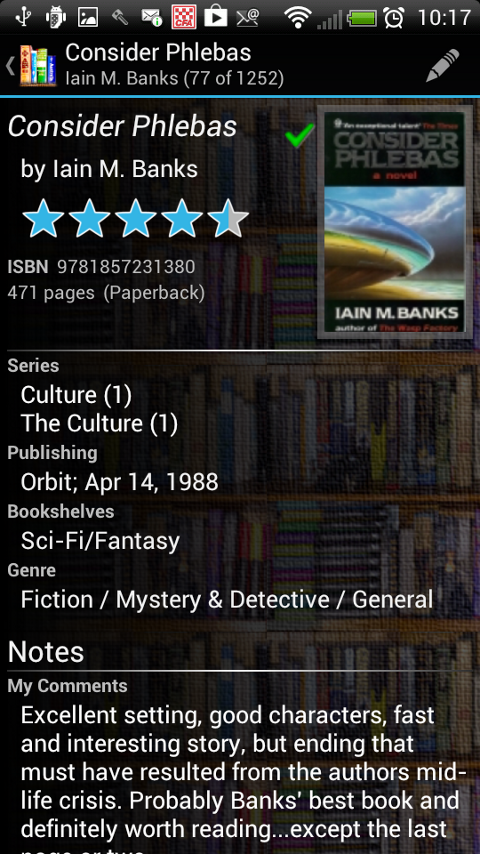 10:17
Consider Phlebas
Iain M. Banks (77 of 1252)
Consider Phlebas
by Iain M. Banks
ISBN 9781857231380
471 pages (Paperback)
'An exceptional talent' The Times
CONSIDER
PHLEBAS
a novel
IAIN M. BANKS
author of The Wasp Factory
Series
Culture (1)
The Culture (1)
Publishing
Orbit; Apr 14, 1988
Bookshelves
Sci-Fi/Fantasy
Genre
Fiction / Mystery & Detective / General
Notes
My Comments
Excellent setting, good characters, fast
and interesting story, but ending that
must have resulted from the authors mid-
life crisis. Probably Banks' best book and
definitely worth reading...except the last
page or two